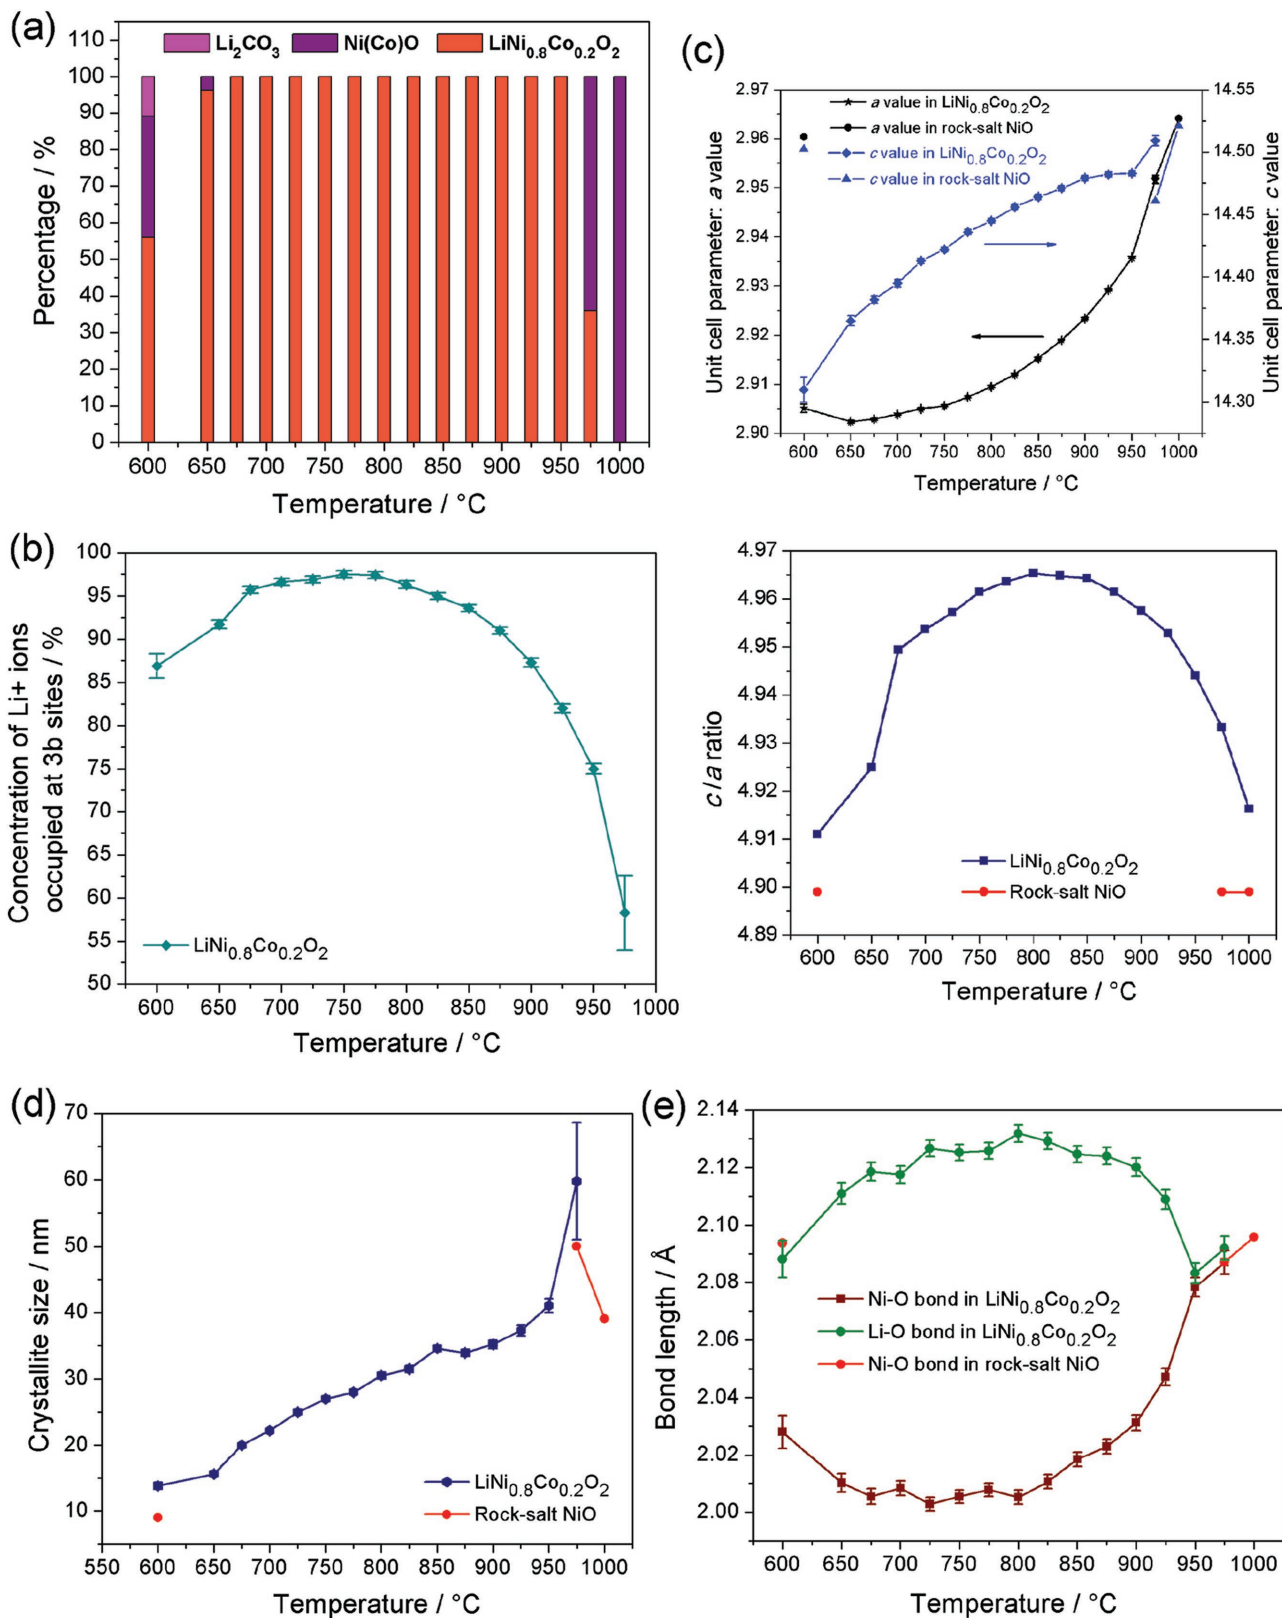 (a)
Li2CO3 Ni(Co)O LiNi0.8Co0.2O2
110
100
90
80
70
60
50
40
30
20
10
0
Percentage / %
600 650 700 750 800 850 900 950 1000
Temperature / °C
(c)
a value in LiNi0.8Co0.2O2
a value in rock-salt NiO
c value in LiNi0.8Co0.2O2
c value in rock-salt NiO
2.97
2.96
2.95
2.94
2.93
2.92
2.91
2.90
Unit cell parameter: a value
14.55
14.50
14.45
14.40
14.35
14.30
Unit cell parameter: c value
600 650 700 750 800 850 900 950 1000
Temperature / °C
(b)
100
95
90
85
80
75
70
65
60
55
50
Concentration of Li+ ions
occupied at 3b sites / %
LiNi0.8Co0.2O2
600 650 700 750 800 850 900 950 1000
Temperature / °C
4.97
4.96
4.95
4.94
4.93
4.92
4.91
4.90
4.89
c/a ratio
LiNi0.8Co0.2O2
Rock-salt NiO
600 650 700 750 800 850 900 950 1000
Temperature / °C
(d)
70
60
50
40
30
20
10
Crystallite size / nm
LiNi0.8Co0.2O2
Rock-salt NiO
550 600 650 700 750 800 850 900 950 1000
Temperature / °C
(e)
2.14
2.12
2.10
2.08
2.06
2.04
2.02
2.00
Bond length / Å
Ni-O bond in LiNi0.8Co0.2O2
Li-O bond in LiNi0.8Co0.2O2
Ni-O bond in rock-salt NiO
600 650 700 750 800 850 900 950 1000
Temperature / °C